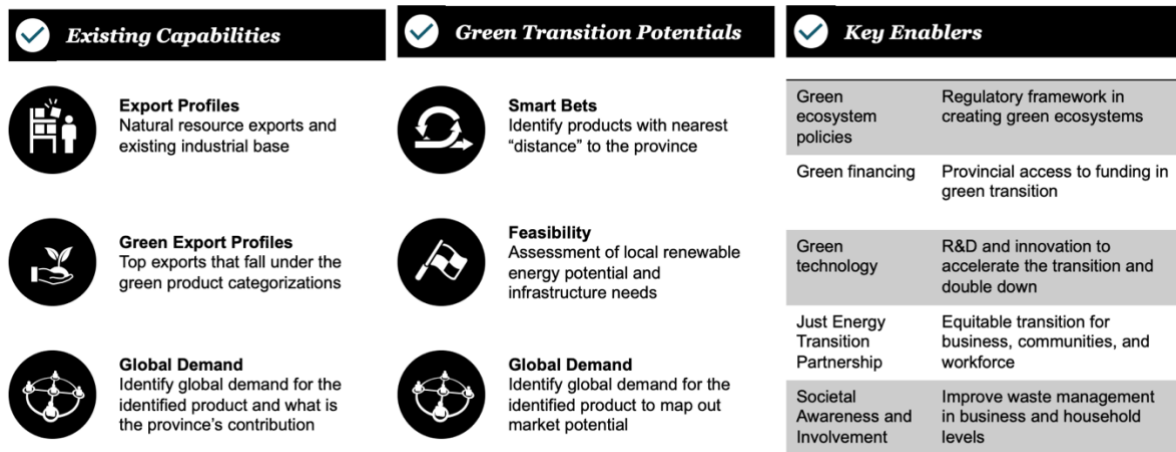 Existing Capabilities
Export Profiles
Natural resource exports and
existing industrial base
Green Export Profiles
Top exports that fall under the
green product categorizations
Global Demand
Identify global demand for the
identified product and what is
the province's contribution
Green Transition Potentials
Smart Bets
Identify products with nearest
“distance” to the province
Feasibility
Assessment of local renewable
energy potential and
infrastructure needs
Global Demand
Identify global demand for the
identified product to map out
market potential
Key Enablers
Green
ecosystem
policies
Regulatory framework in
creating green ecosystems
Green financing
Provincial access to funding in
green transition
Green
technology
R&D and innovation to
accelerate the transition and
double down
Just Energy
Transition
Partnership
Equitable transition for
business, communities, and
workforce
Societal
Awareness and
Involvement
Improve waste management
in business and household
levels